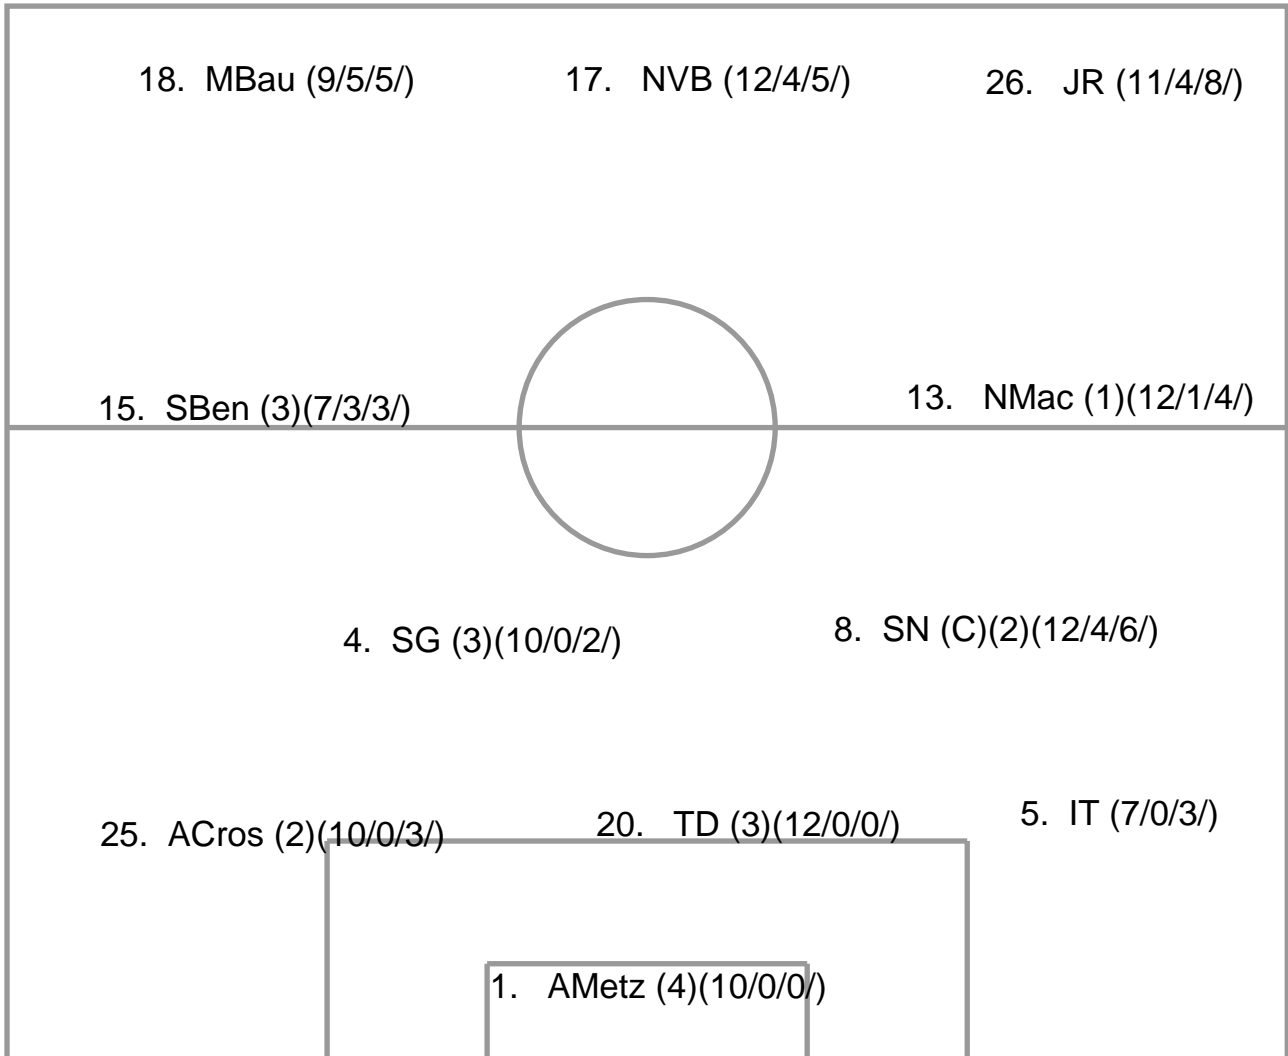 18. MBau (9/5/5/)
17. NVB (12/4/5/)
26. JR (11/4/8/)
15. SBen (3)(7/3/3/)
13. NMac (1)(12/1/4/)
4. SG (3)(10/0/2/)
8. SN (C)(2)(12/4/6/)
25. ACros (2)(10/0/3/)
20. TD (3)(12/0/0/)
5. IT (7/0/3/)
1. AMetz (4)(10/0/0/)